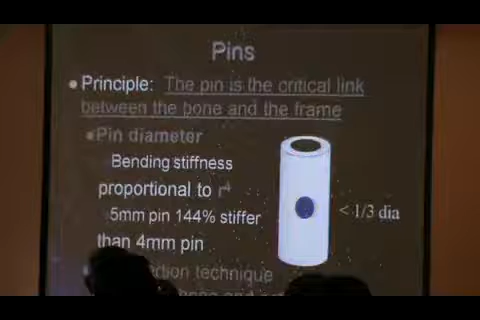 Pins
Principle: The pin is the critical link
between the bone and the frame
Pin diameter
Bending stiffness
proportional to r⁴
5mm pin 144% stiffer
than 4mm pin
< 1/3 dia
technique